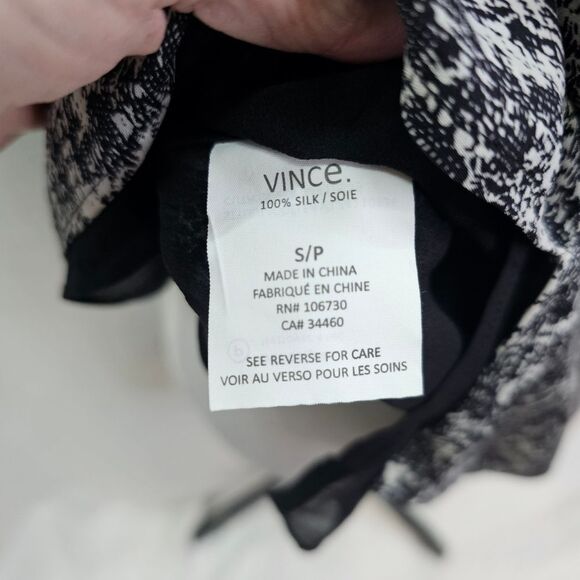 VINCe.
100% SILK / SOIE
S/P
MADE IN CHINA
FABRIQUÉ EN CHINE
RN# 106730
CA# 34460
SEE REVERSE FOR CARE
VOIR AU VERSO POUR LES SOINS